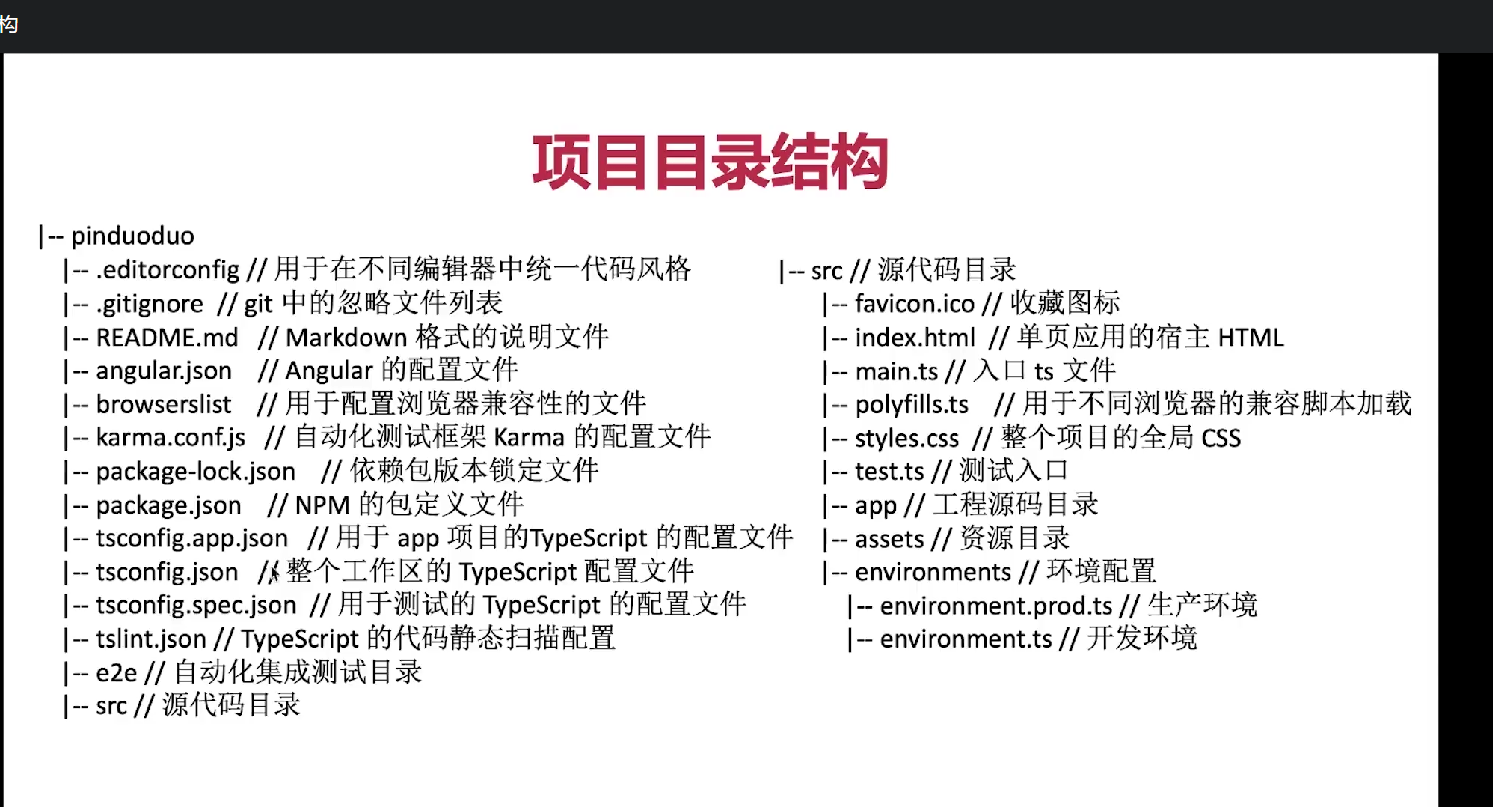 构
项目目录结构
|-- pinduoduo
|-- .editorconfig // 用于在不同编辑器中统一代码风格
|-- .gitignore // git 中的忽略文件列表
|-- README.md // Markdown 格式的说明文件
|-- angular.json // Angular 的配置文件
|-- browserslist // 用于配置浏览器兼容性的文件
|-- karma.conf.js // 自动化测试框架 Karma 的配置文件
|-- package-lock.json // 依赖包版本锁定文件
|-- package.json // NPM 的包定义文件
|-- tsconfig.app.json // 用于 app 项目的TypeScript 的配置文件
|-- tsconfig.json // 整个工作区的 TypeScript 配置文件
|-- tsconfig.spec.json // 用于测试的 TypeScript 的配置文件
|-- tslint.json // TypeScript 的代码静态扫描配置
|-- e2e // 自动化集成测试目录
|-- src // 源代码目录
|-- src // 源代码目录
|-- favicon.ico // 收藏图标
|-- index.html // 单页应用的宿主 HTML
|-- main.ts // 入口 ts 文件
|-- polyfills.ts // 用于不同浏览器的兼容脚本加载
|-- styles.css // 整个项目的全局 CSS
|-- test.ts // 测试入口
|-- app // 工程源码目录
|-- assets // 资源目录
|-- environments // 环境配置
|-- environment.prod.ts // 生产环境
|-- environment.ts // 开发环境